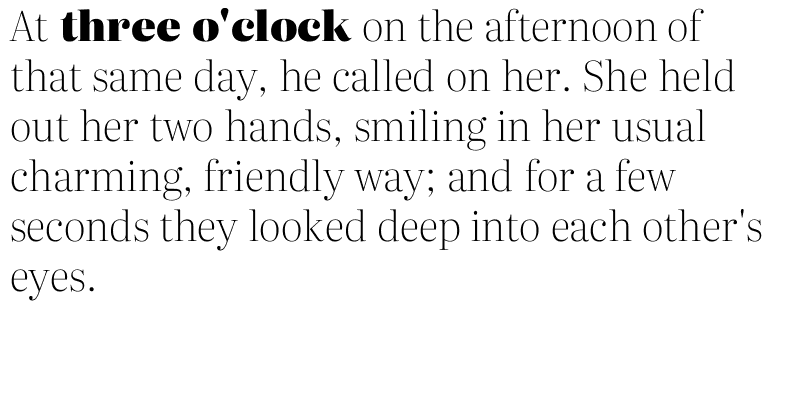 At three o'clock on the afternoon of
that same day, he called on her. She held
out her two hands, smiling in her usual
charming, friendly way; and for a few
seconds they looked deep into each other's
eyes.